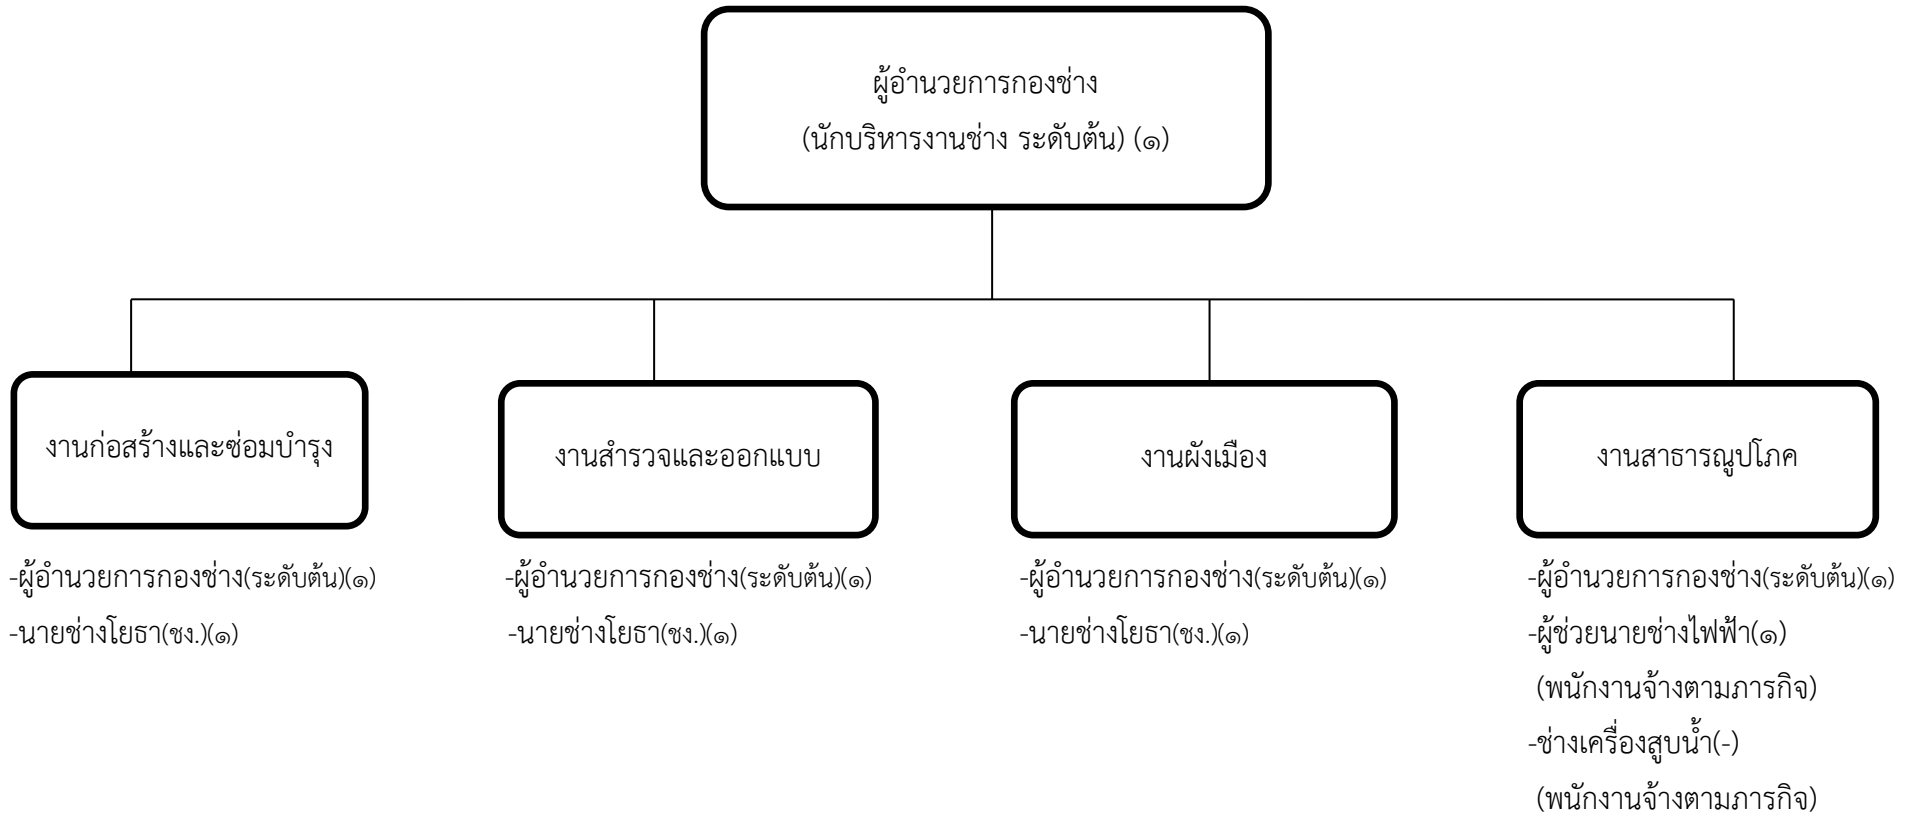 ผู้อำนวยการกองช่าง
(นักบริหารงานช่าง ระดับต้น) (๑)
งานก่อสร้างและซ่อมบำรุง
-ผู้อำนวยการกองช่าง(ระดับต้น)(๑)
-นายช่างโยธา(ชง.)(๑)
งานสำรวจและออกแบบ
-ผู้อำนวยการกองช่าง(ระดับต้น)(๑)
-นายช่างโยธา(ชง.)(๑)
งานผังเมือง
-ผู้อำนวยการกองช่าง(ระดับต้น)(๑)
-นายช่างโยธา(ชง.)(๑)
งานสาธารณูปโภค
-ผู้อำนวยการกองช่าง(ระดับต้น)(๑)
-ผู้ช่วยนายช่างไฟฟ้า(๑)
(พนักงานจ้างตามภารกิจ)
-ช่างเครื่องสูบน้ำ(-)
(พนักงานจ้างตามภารกิจ)